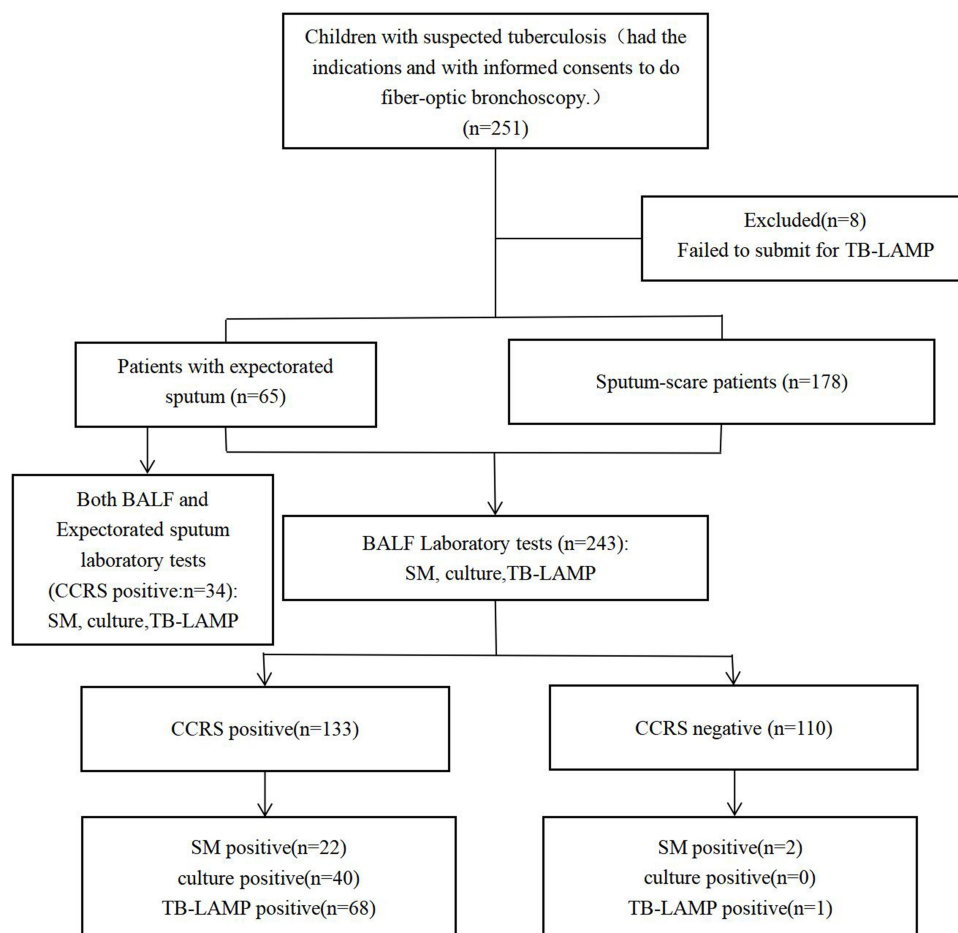 Children with suspected tuberculosis（had the
indications and with informed consents to do
fiber-optic bronchoscopy.）
(n=251)
Excluded(n=8)
Failed to submit for TB-LAMP
Patients with expectorated
sputum (n=65)
Sputum-scare patients (n=178)
Both BALF and
Expectorated sputum
laboratory tests
(CCRS positive:n=34):
SM, culture,TB-LAMP
BALF Laboratory tests (n=243):
SM, culture,TB-LAMP
CCRS positive(n=133)
CCRS negative (n=110)
SM positive(n=22)
culture positive(n=40)
TB-LAMP positive(n=68)
SM positive(n=2)
culture positive(n=0)
TB-LAMP positive(n=1)